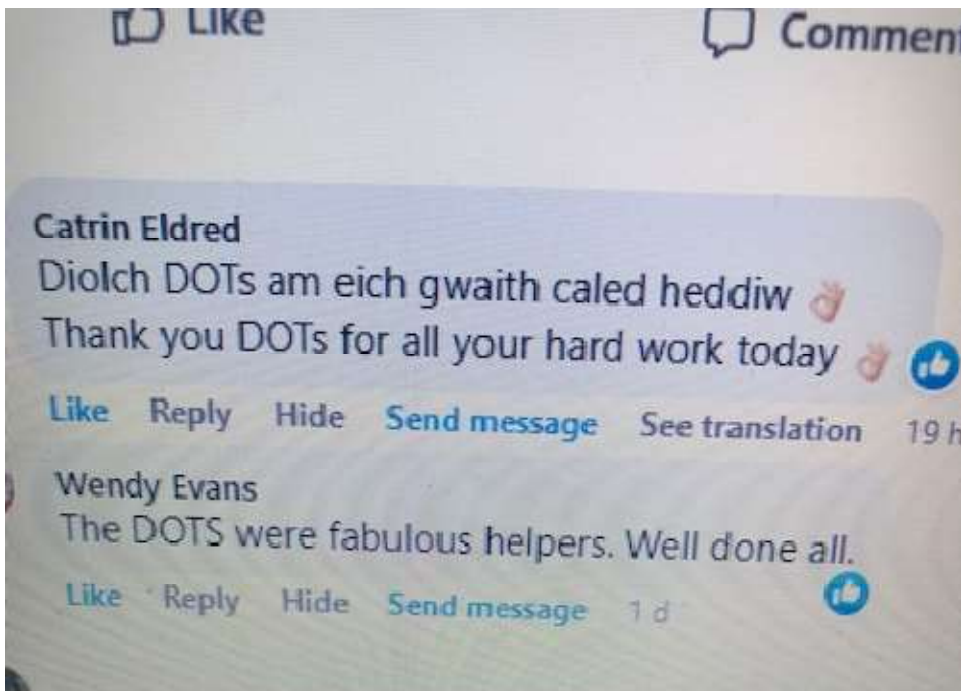 Like
Comment
Catrin Eldred
Diolch DOTs am eich gwaith caled heddiw 👌
Thank you DOTs for all your hard work today 👌
Like Reply Hide Send message See translation 19 h
Wendy Evans
The DOTS were fabulous helpers. Well done all.
Like Reply Hide Send message 1 d